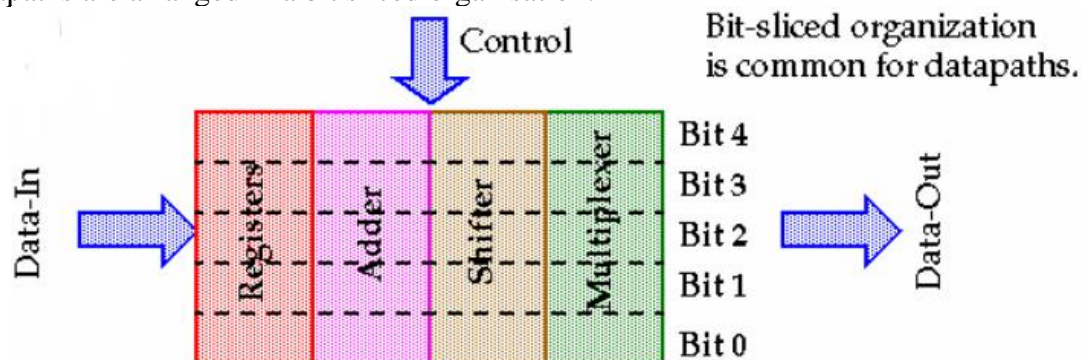 Control
Bit-sliced organization
is common for datapaths.
Data-In
Registers
Adder
Shifter
Multiplexer
Bit 4
Bit 3
Bit 2
Bit 1
Bit 0
Data-Out